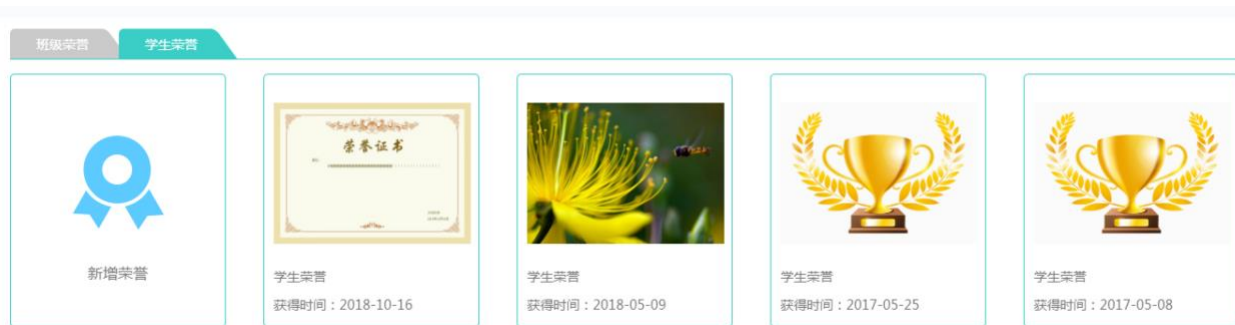 班级荣誉
学生荣誉
新增荣誉
荣誉证书
学生荣誉
获得时间：2018-10-16
学生荣誉
获得时间：2018-05-09
学生荣誉
获得时间：2017-05-25
学生荣誉
获得时间：2017-05-08